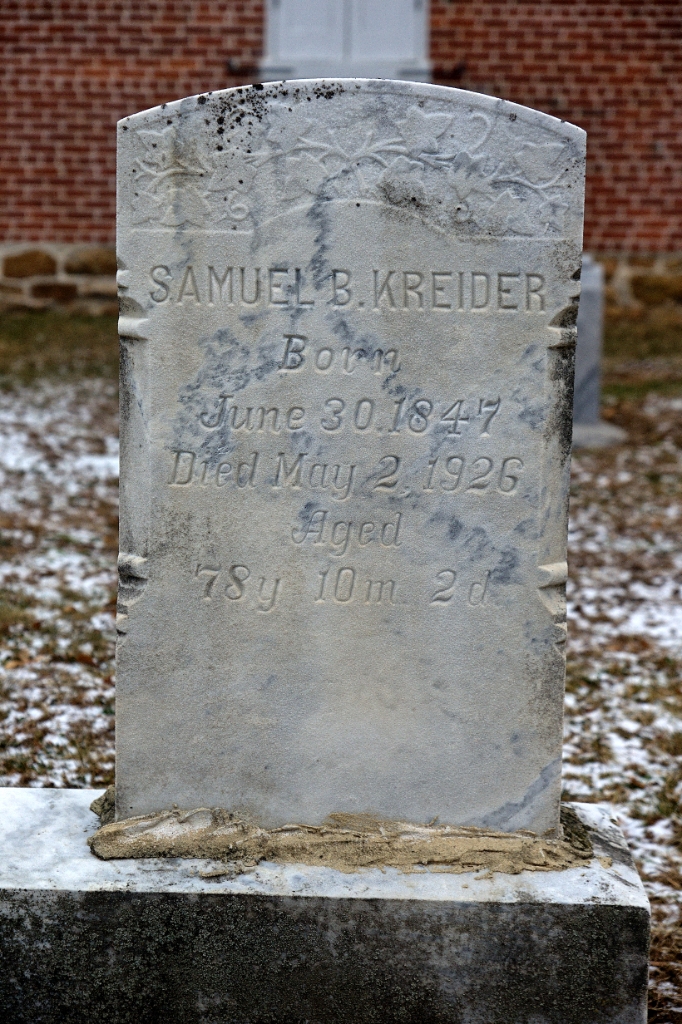 SAMUEL B. KREIDER
Born
June 30. 1847
Died May 2, 1926
Aged
78y 10m. 2d.